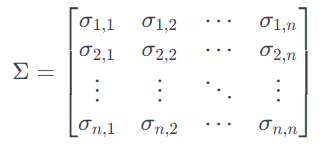 Σ = [σ1,1 σ1,2 ⋯ σ1,n
σ2,1 σ2,2 ⋯ σ2,n
⋮ ⋮ ⋱ ⋮
σn,1 σn,2 ⋯ σn,n]